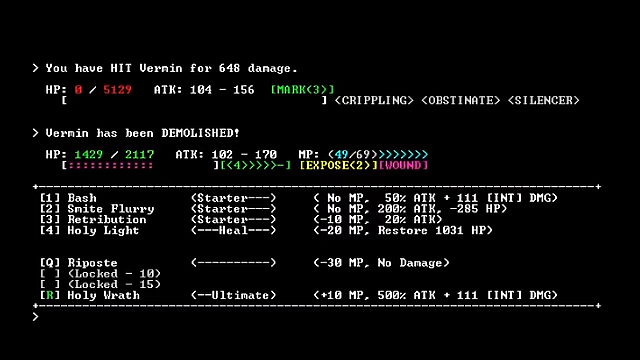 > You have HIT Vermin for 648 damage.
HP: 0 / 5129 ATK: 104 - 156 [MARK(3)]
[ ] <CRIPPLING> <OBSTINATE> <SILENCER>
> Vermin has been DEMOLISHED!
HP: 1429 / 2117 ATK: 102 - 170 MP: (49/69)>>>>>>>
[:::::::::::: ][(4)>>>>-] [EXPOSE(2)][WOUND]
+------------------------------------------------------------------------------+
[1] Bash (Starter---) ( No MP, 50% ATK + 111 [INT] DMG)
[2] Smite Flurry (Starter---) ( No MP, 200% ATK, -285 HP)
[3] Retribution (Starter---) (-10 MP, 20% ATK)
[4] Holy Light (---Heal---) (-20 MP, Restore 1031 HP)
[Q] Riposte (----------) (-30 MP, No Damage)
[ ] (Locked - 10)
[ ] (Locked - 15)
[R] Holy Wrath (--Ultimate) (+10 MP, 500% ATK + 111 [INT] DMG)
+------------------------------------------------------------------------------+
>